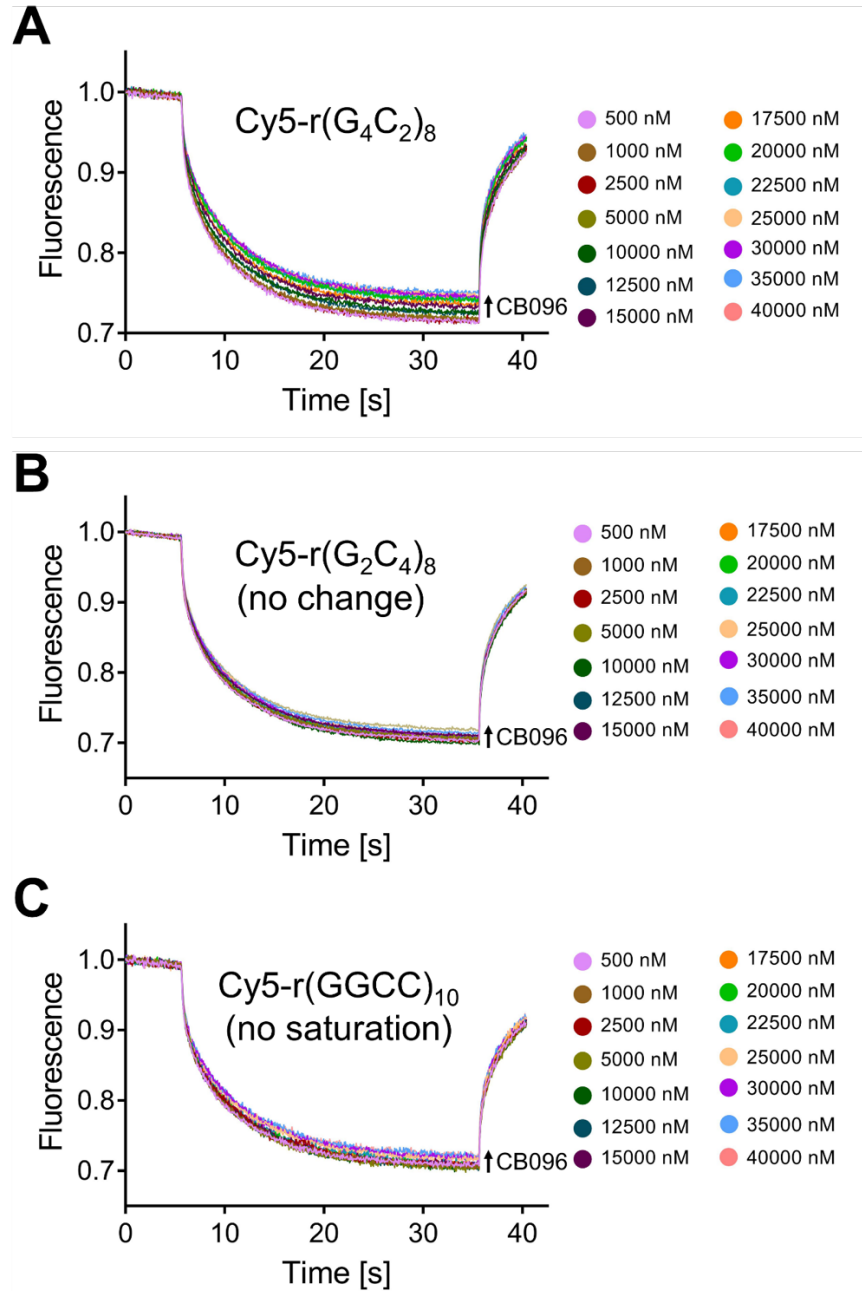 A
Fluorescence
1.0
0.9
0.8
0.7
0
10
20
30
40
Time [s]
Cy5-r(G₄C₂)₈
↑CB096
500 nM
1000 nM
2500 nM
5000 nM
10000 nM
12500 nM
15000 nM
17500 nM
20000 nM
22500 nM
25000 nM
30000 nM
35000 nM
40000 nM
B
Fluorescence
1.0
0.9
0.8
0.7
0
10
20
30
40
Time [s]
Cy5-r(G₂C₄)₈
(no change)
↑CB096
500 nM
1000 nM
2500 nM
5000 nM
10000 nM
12500 nM
15000 nM
17500 nM
20000 nM
22500 nM
25000 nM
30000 nM
35000 nM
40000 nM
C
Fluorescence
1.0
0.9
0.8
0.7
0
10
20
30
40
Time [s]
Cy5-r(GGCC)₁₀
(no saturation)
↑CB096
500 nM
1000 nM
2500 nM
5000 nM
10000 nM
12500 nM
15000 nM
17500 nM
20000 nM
22500 nM
25000 nM
30000 nM
35000 nM
40000 nM